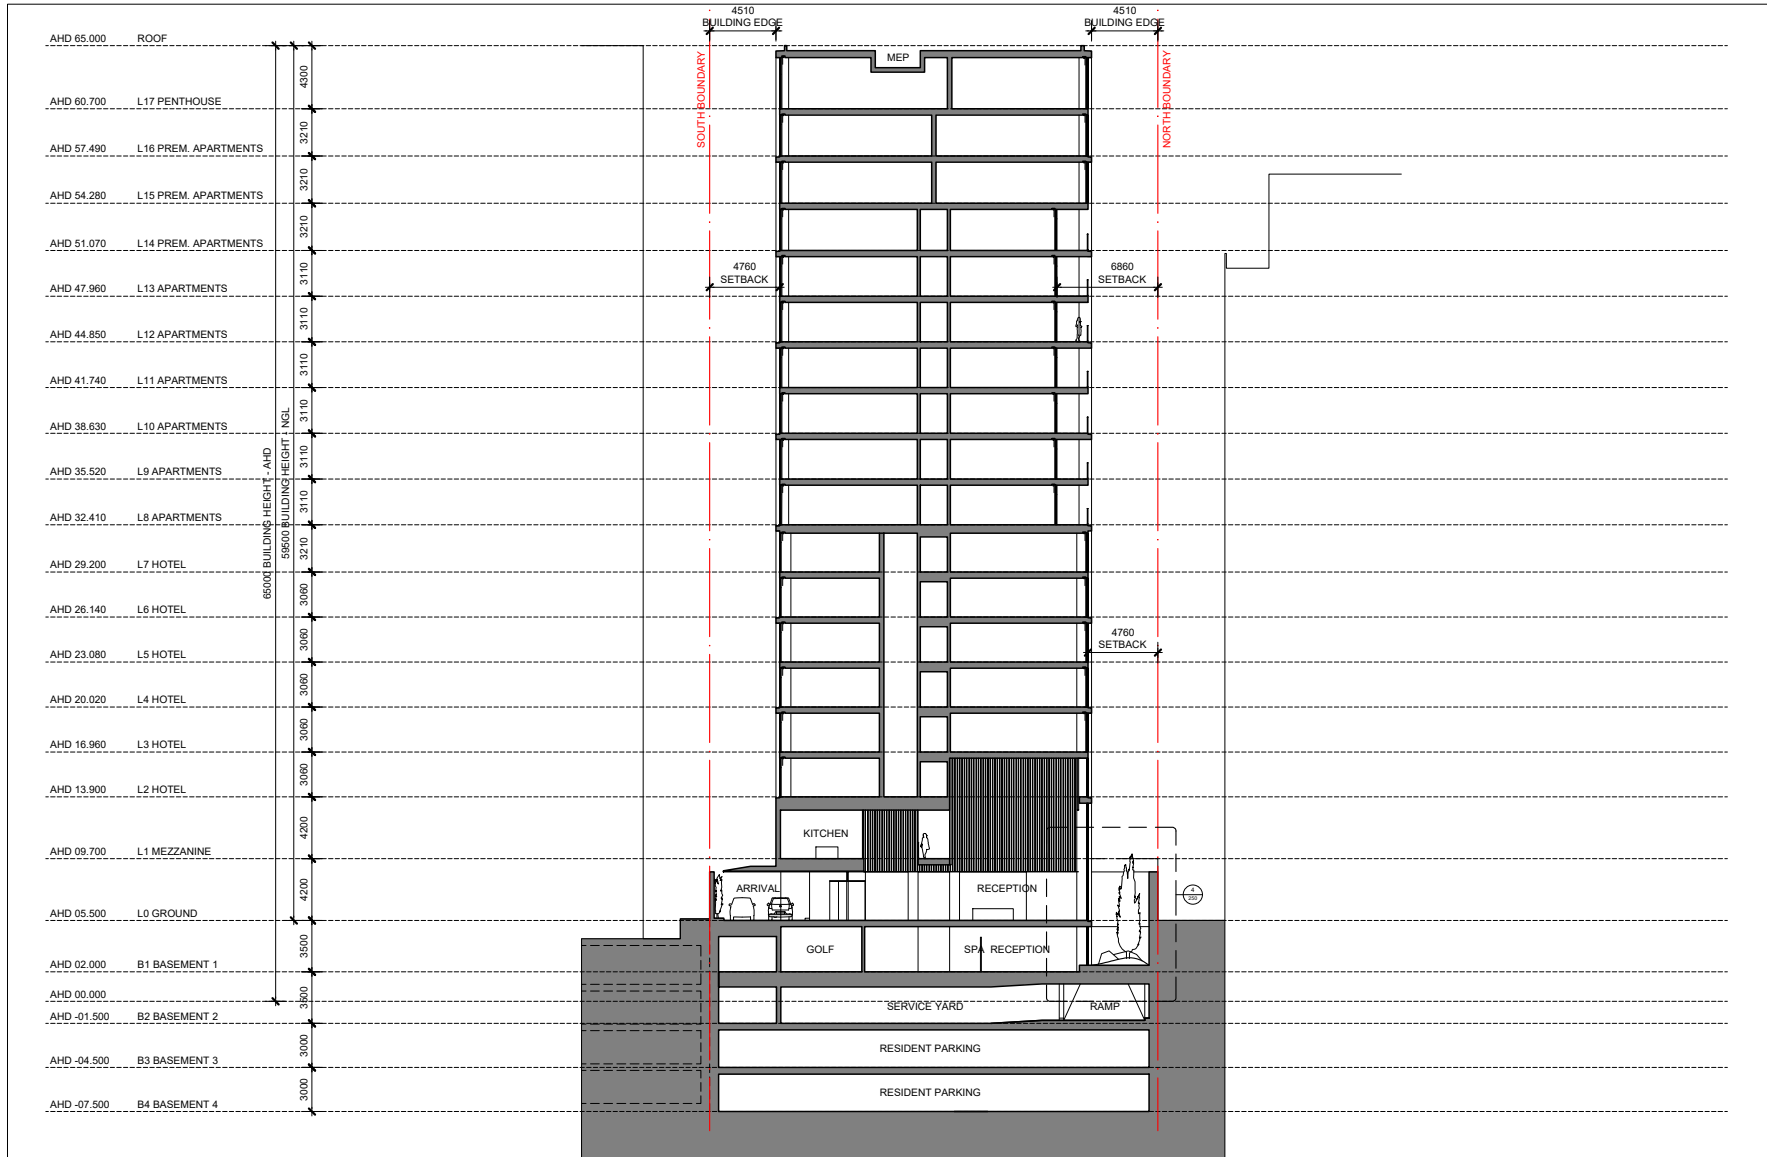 4510
BUILDING EDGE
4510
BUILDING EDGE
AHD 65.000 ROOF
MEP
SOUTH BOUNDARY
NORTH BOUNDARY
4300
AHD 60.700 L17 PENTHOUSE
3210
AHD 57.490 L16 PREM. APARTMENTS
3210
AHD 54.280 L15 PREM. APARTMENTS
3210
AHD 51.070 L14 PREM. APARTMENTS
4760
SETBACK
6860
SETBACK
3110
AHD 47.960 L13 APARTMENTS
3110
AHD 44.850 L12 APARTMENTS
3110
AHD 41.740 L11 APARTMENTS
3110
AHD 38.630 L10 APARTMENTS
3110
AHD 35.520 L9 APARTMENTS
3110
AHD 32.410 L8 APARTMENTS
65000 BUILDING HEIGHT - AHD
59500 BUILDING HEIGHT - NGL
3210
AHD 29.200 L7 HOTEL
3060
AHD 26.140 L6 HOTEL
3060
4760
SETBACK
AHD 23.080 L5 HOTEL
3060
AHD 20.020 L4 HOTEL
3060
AHD 16.960 L3 HOTEL
3060
AHD 13.900 L2 HOTEL
4200
KITCHEN
AHD 09.700 L1 MEZZANINE
4200
ARRIVAL
RECEPTION
4
250
AHD 05.500 L0 GROUND
3500
GOLF
SPA RECEPTION
AHD 02.000 B1 BASEMENT 1
3500
AHD 00.000
SERVICE YARD
RAMP
AHD -01.500 B2 BASEMENT 2
3000
RESIDENT PARKING
AHD -04.500 B3 BASEMENT 3
3000
RESIDENT PARKING
AHD -07.500 B4 BASEMENT 4